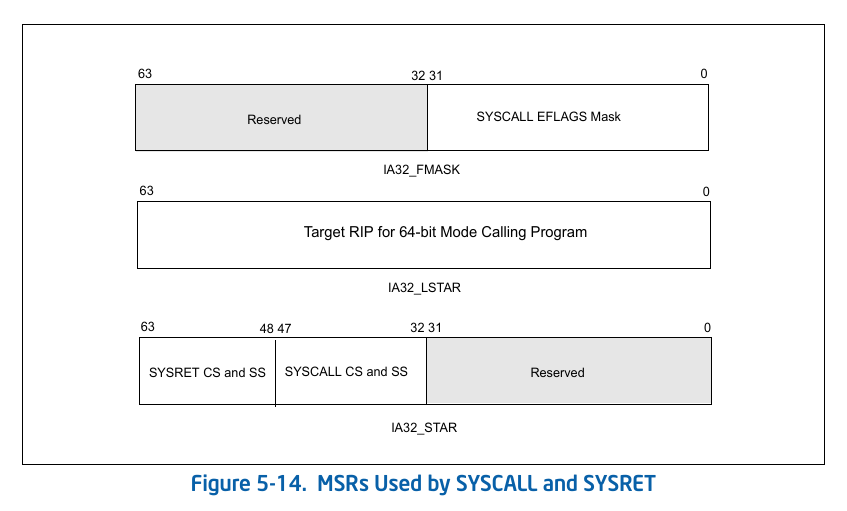 63 32 31 0
Reserved SYSCALL EFLAGS Mask
IA32_FMASK
63 0
Target RIP for 64-bit Mode Calling Program
IA32_LSTAR
63 48 47 32 31 0
SYSRET CS and SS SYSCALL CS and SS Reserved
IA32_STAR
Figure 5-14. MSRs Used by SYSCALL and SYSRET